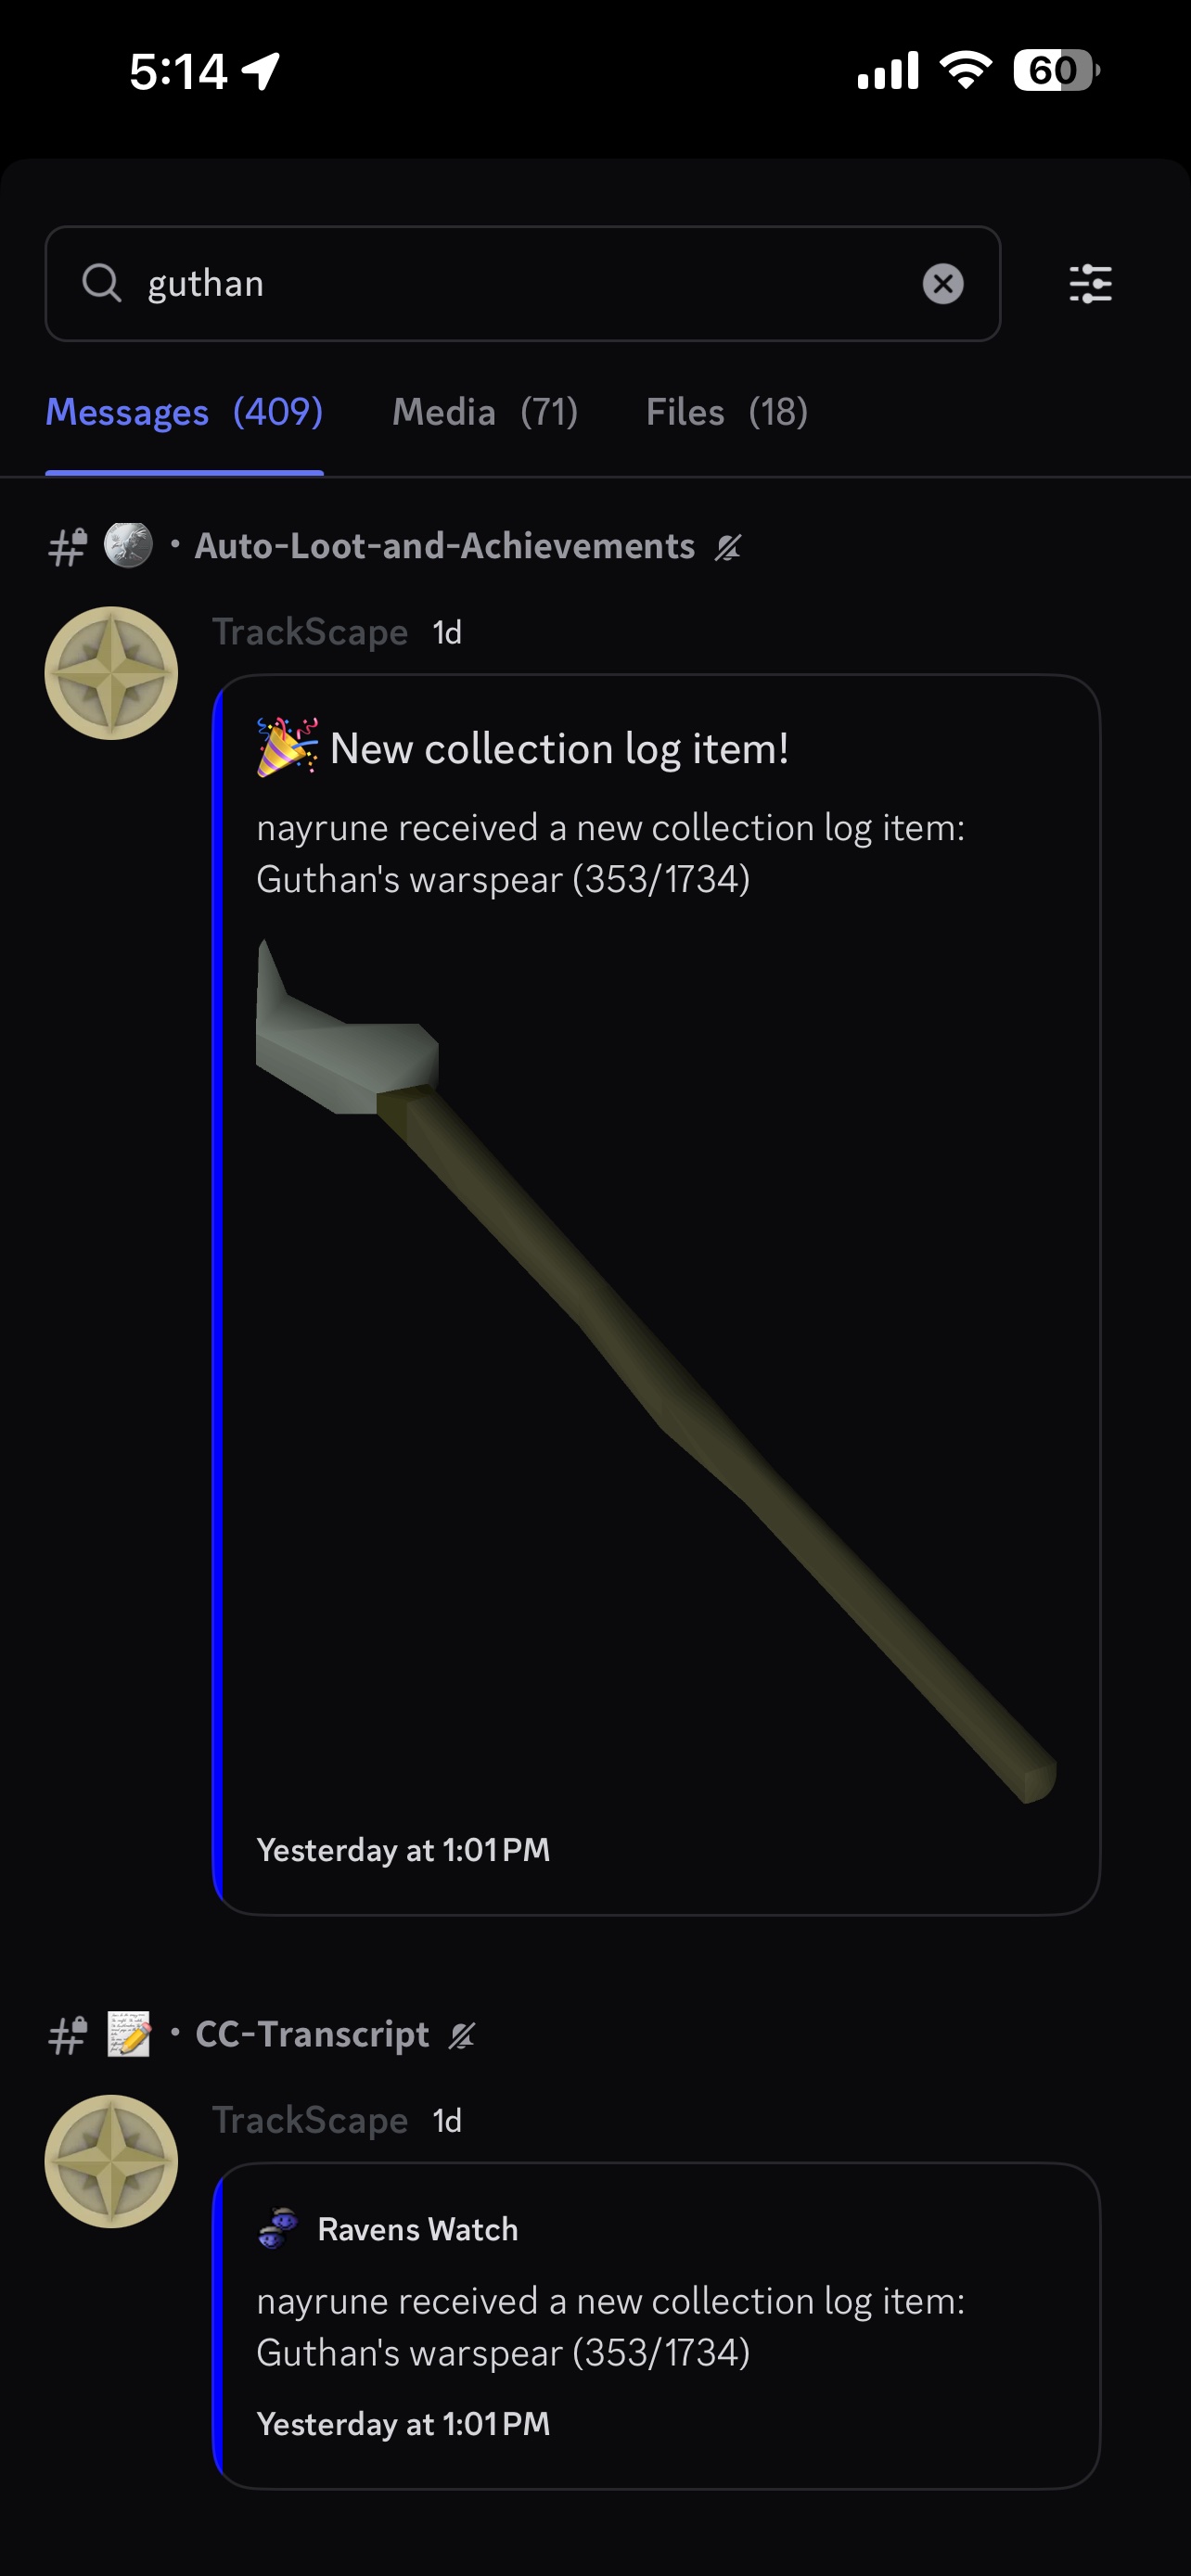 5:14
60
guthan
Messages (409) Media (71) Files (18)
Auto-Loot-and-Achievements
TrackScape 1d
New collection log item!
nayrune received a new collection log item:
Guthan's warspear (353/1734)
Yesterday at 1:01 PM
CC-Transcript
TrackScape 1d
Ravens Watch
nayrune received a new collection log item:
Guthan's warspear (353/1734)
Yesterday at 1:01 PM